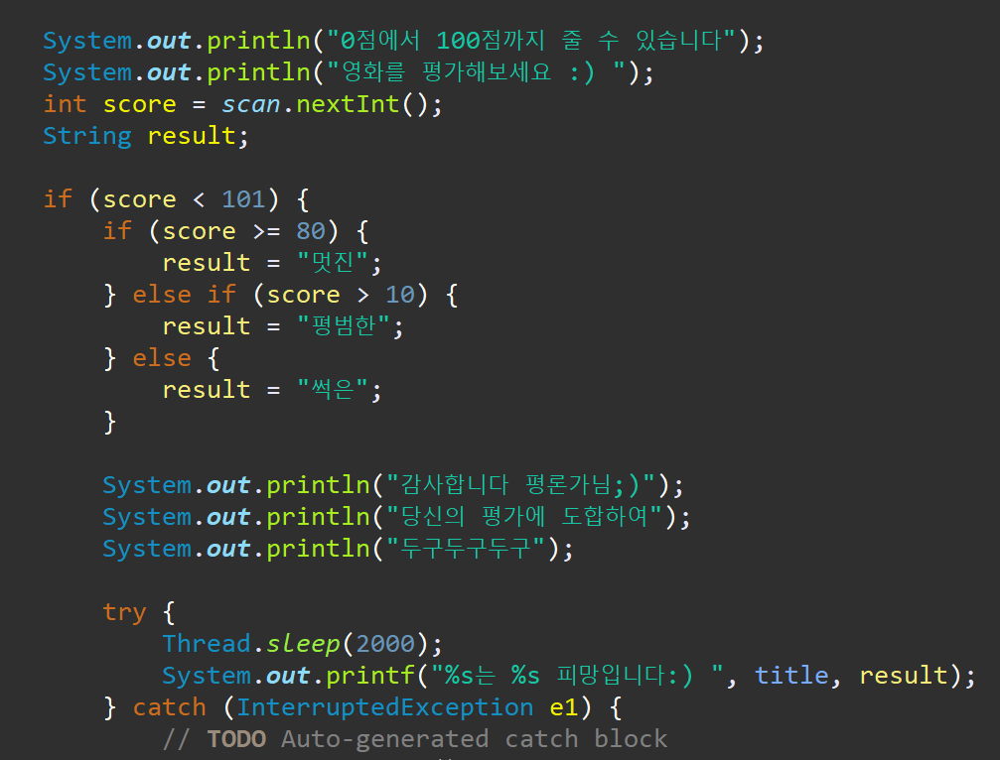 System.out.println("0점에서 100점까지 줄 수 있습니다");
System.out.println("영화를 평가해보세요 :) ");
int score = scan.nextInt();
String result;
if (score < 101) {
if (score >= 80) {
result = "멋진";
} else if (score > 10) {
result = "평범한";
} else {
result = "썩은";
}
System.out.println("감사합니다 평론가님;)");
System.out.println("당신의 평가에 도합하여");
System.out.println("두구두구두구");
try {
Thread.sleep(2000);
System.out.printf("%s는 %s 피망입니다:) ", title, result);
} catch (InterruptedException e1) {
// TODO Auto-generated catch block